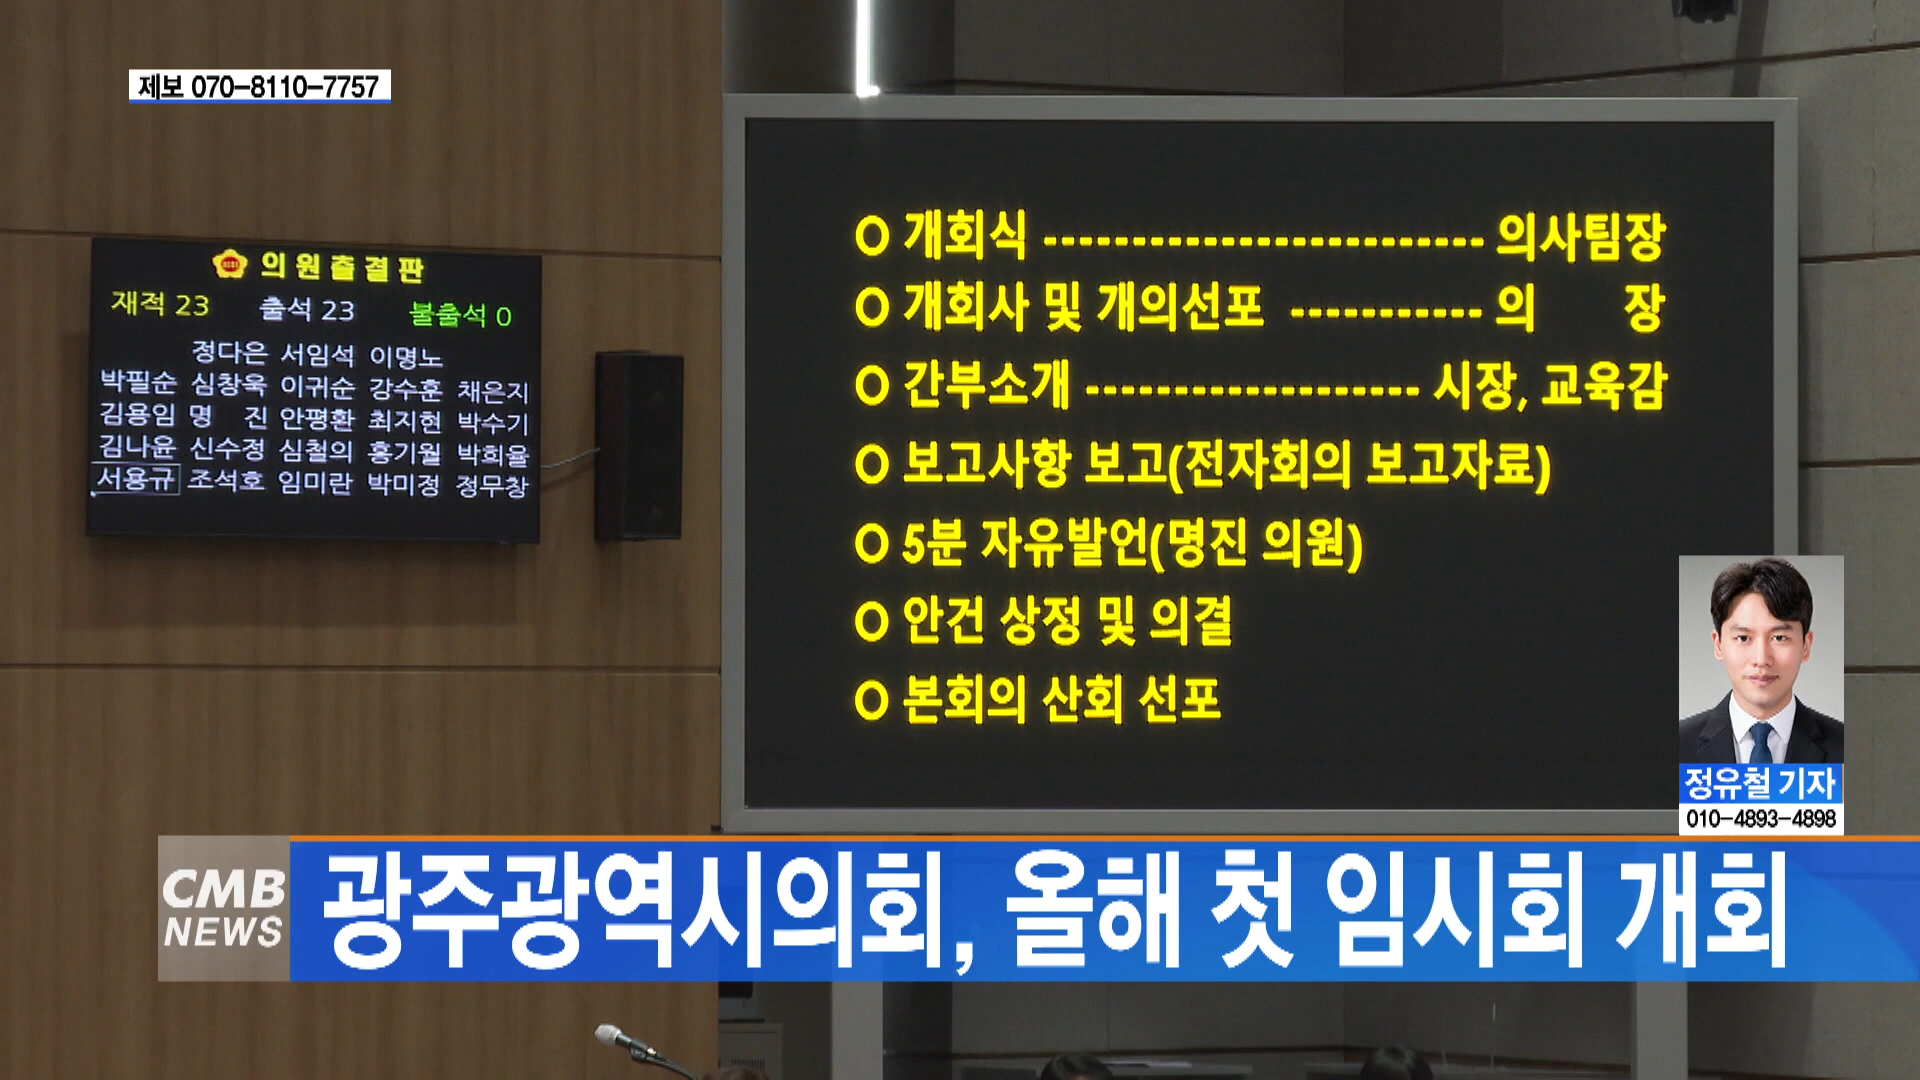 제보 070-8110-7757
의원출결판
재적 23 출석 23 불출석 0
정다은 서임석 이명노
박필순 심창욱 이귀순 강수훈 채은지
김용임 명 진 안평환 최지현 박수기
김나윤 신수정 심철의 홍기월 박희율
서용규 조석호 임미란 박미정 정무창
O 개회식 ------------------------- 의사팀장
O 개회사 및 개의선포 ----------- 의 장
O 간부소개 ------------------- 시장, 교육감
O 보고사항 보고(전자회의 보고자료)
O 5분 자유발언(명진 의원)
O 안건 상정 및 의결
O 본회의 산회 선포
정유철 기자
010-4893-4898
CMB
NEWS
광주광역시의회, 올해 첫 임시회 개회